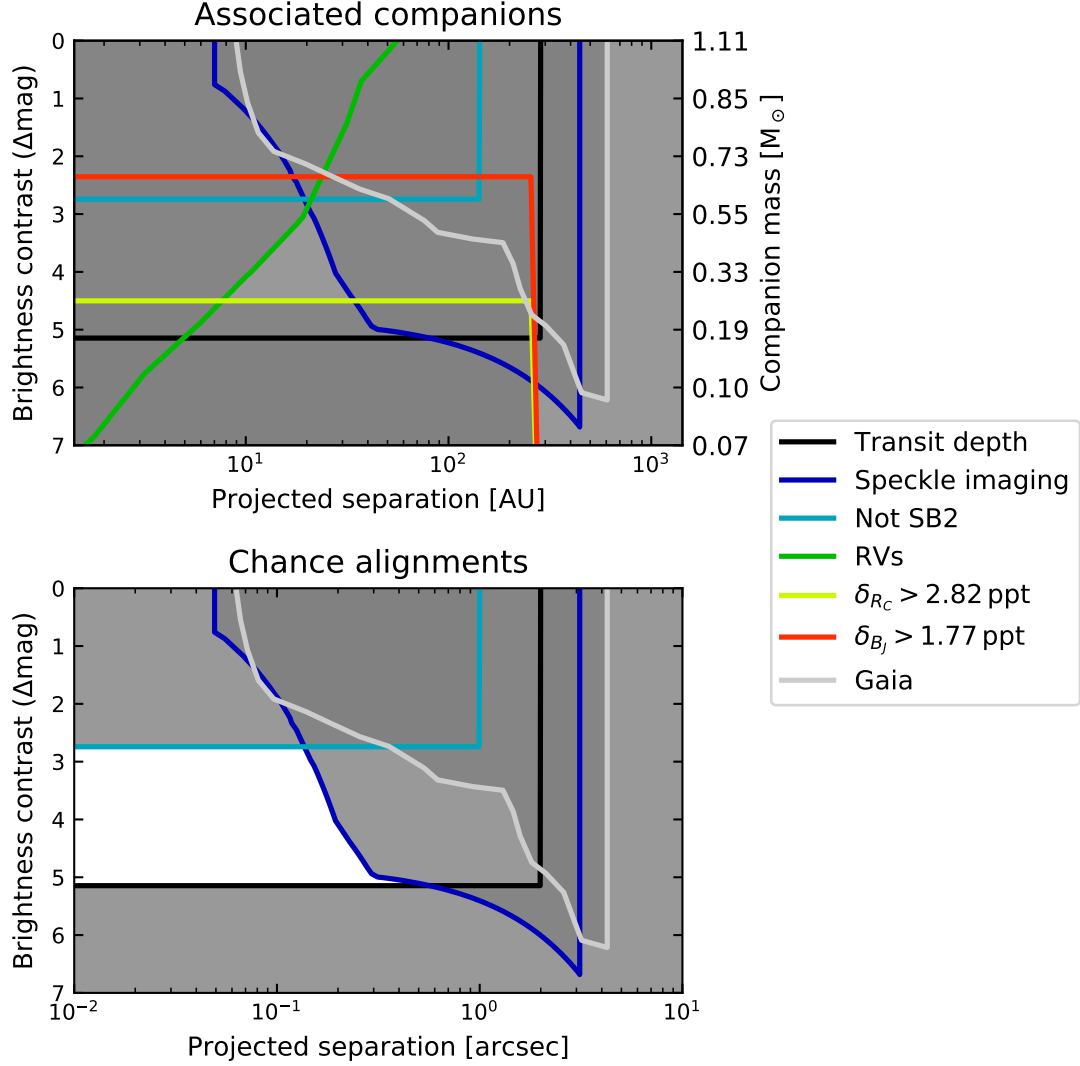 Associated companions
0
1
2
3
4
5
6
7
Brightness contrast (Δmag)
1.11
0.85
0.73
0.55
0.33
0.19
0.10
0.07
Companion mass [M⊙]
10¹
10²
10³
Projected separation [AU]
Transit depth
Speckle imaging
Not SB2
RVs
δ_{R_C} > 2.82 ppt
δ_{B_J} > 1.77 ppt
Gaia
Chance alignments
0
1
2
3
4
5
6
7
Brightness contrast (Δmag)
10⁻²
10⁻¹
10⁰
10¹
Projected separation [arcsec]